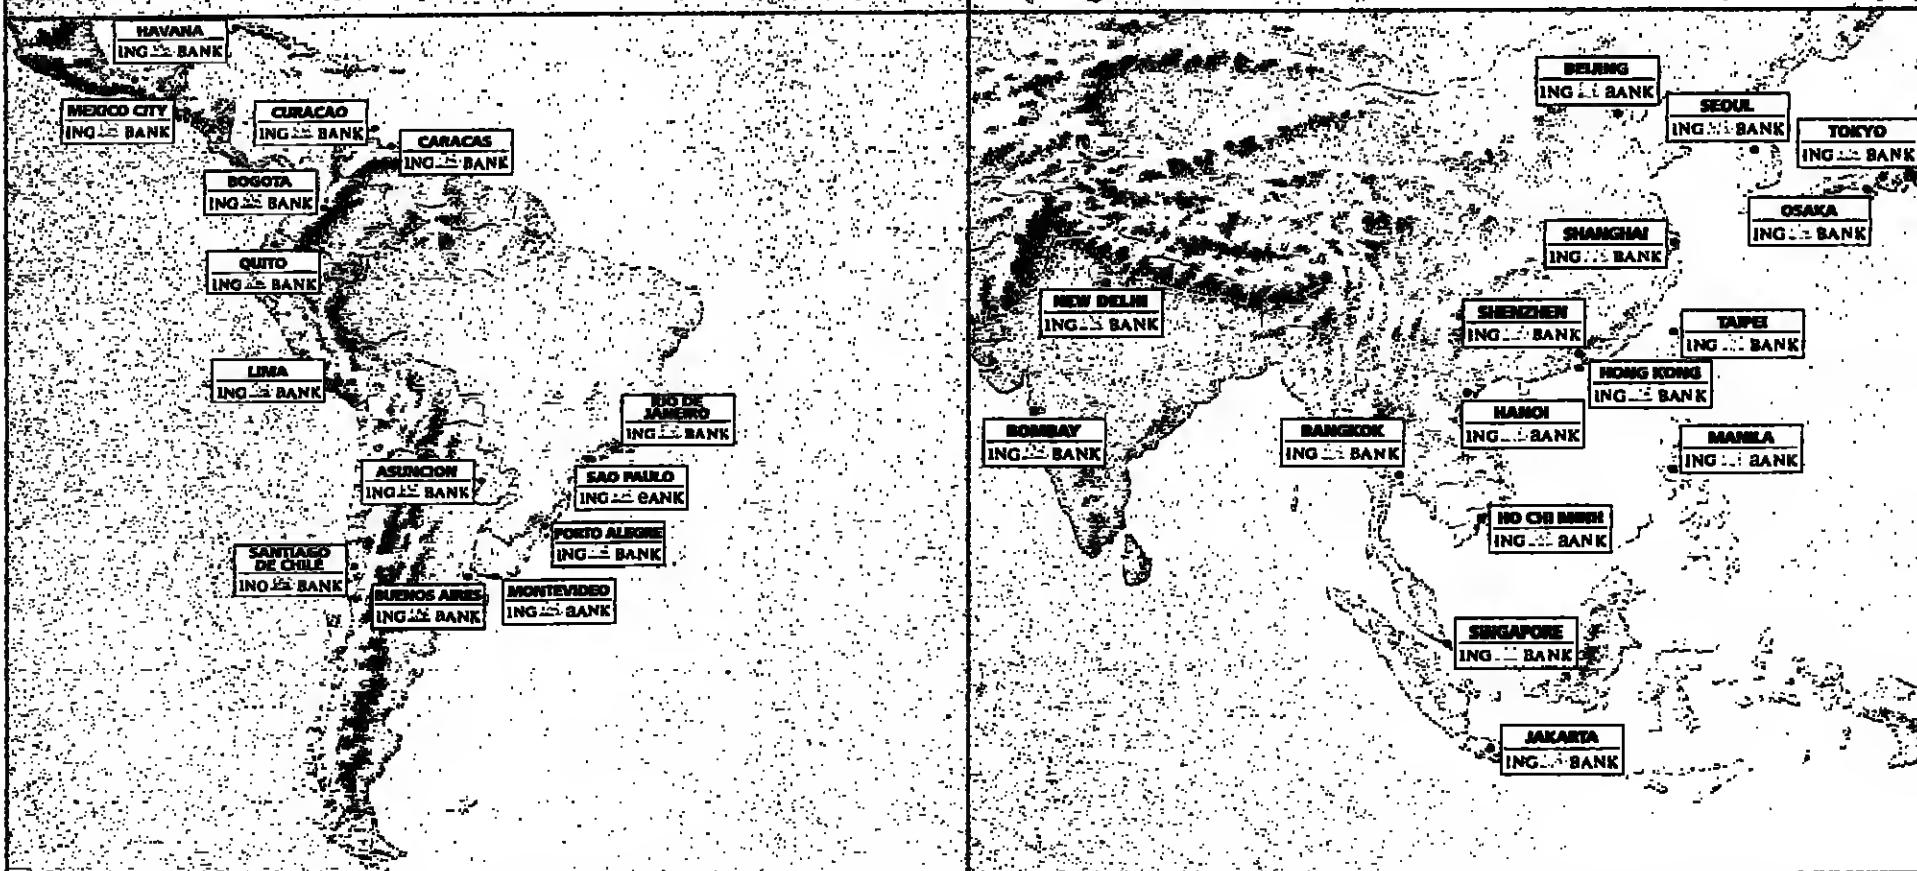 HAVANA
ING BANK
MEXICO CITY
ING BANK
CURACAO
ING BANK
CARACAS
ING BANK
BOGOTA
ING BANK
QUITO
ING BANK
LIMA
ING BANK
RIO DE
JANEIRO
ING BANK
ASUNCION
ING BANK
SAO PAULO
ING BANK
PORTO ALEGRE
ING BANK
SANTIAGO
DE CHILE
ING BANK
BUENOS AIRES
ING BANK
MONTEVIDEO
ING BANK
BEIJING
ING BANK
SEOUL
ING BANK
TOKYO
ING BANK
OSAKA
ING BANK
SHANGHAI
ING BANK
NEW DELHI
ING BANK
SHENZHEN
ING BANK
TAIPEI
ING BANK
HONG KONG
ING BANK
HANOI
ING BANK
BOMBAY
ING BANK
BANGKOK
ING BANK
MANILA
ING BANK
HO CHI MINH
ING BANK
SINGAPORE
ING BANK
JAKARTA
ING BANK